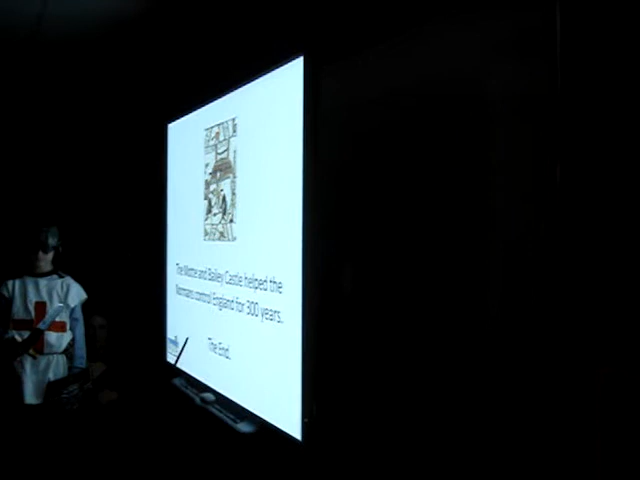 The Motte and Bailey Castle helped the
Normans control England for 300 years.
The End.